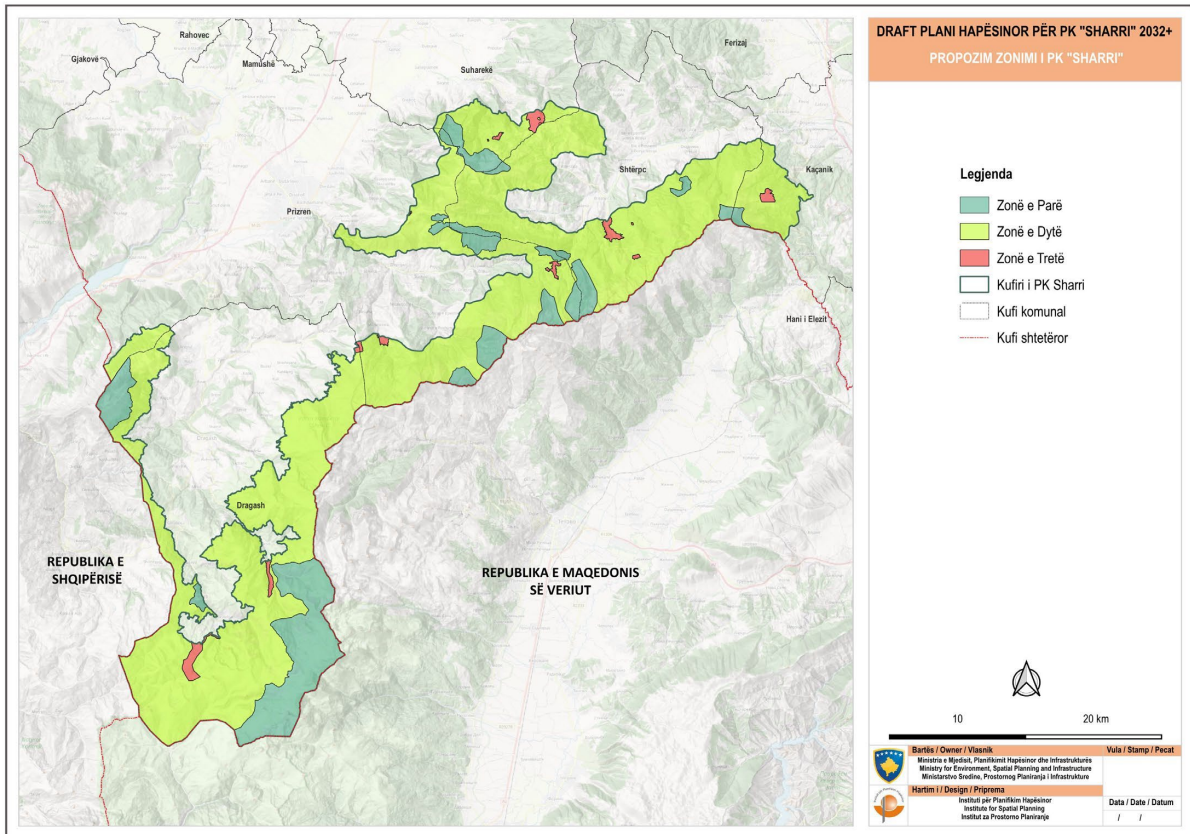 DRAFT PLANI HAPËSINOR PËR PK "SHARRI" 2032+
PROPOZIM ZONIMI I PK "SHARRI"
Rahovec
Gjakovë
Mamushë
Suharekë
Ferizaj
Shtërpc
Kaçanik
Prizren
Hani i Elezit
Dragash
REPUBLIKA E
SHQIPËRISË
REPUBLIKA E MAQEDONIS
SË VERIUT
Legjenda
Zonë e Parë
Zonë e Dytë
Zonë e Tretë
Kufiri i PK Sharri
Kufi komunal
Kufi shtetëror
10 20 km
Bartës / Owner / Vlasnik
Vula / Stamp / Pecat
Ministria e Mjedisit, Planifikimit Hapësinor dhe Infrastrukturës
Ministry for Environment, Spatial Planning and Infrastructure
Ministarstvo Sredine, Prostornog Planiranja i Infrastrukture
Hartim i / Design / Priprema
Instituti për Planifikim Hapësinor
Institute for Spatial Planning
Institut za Prostorno Planiranje
Data / Date / Datum
/ /